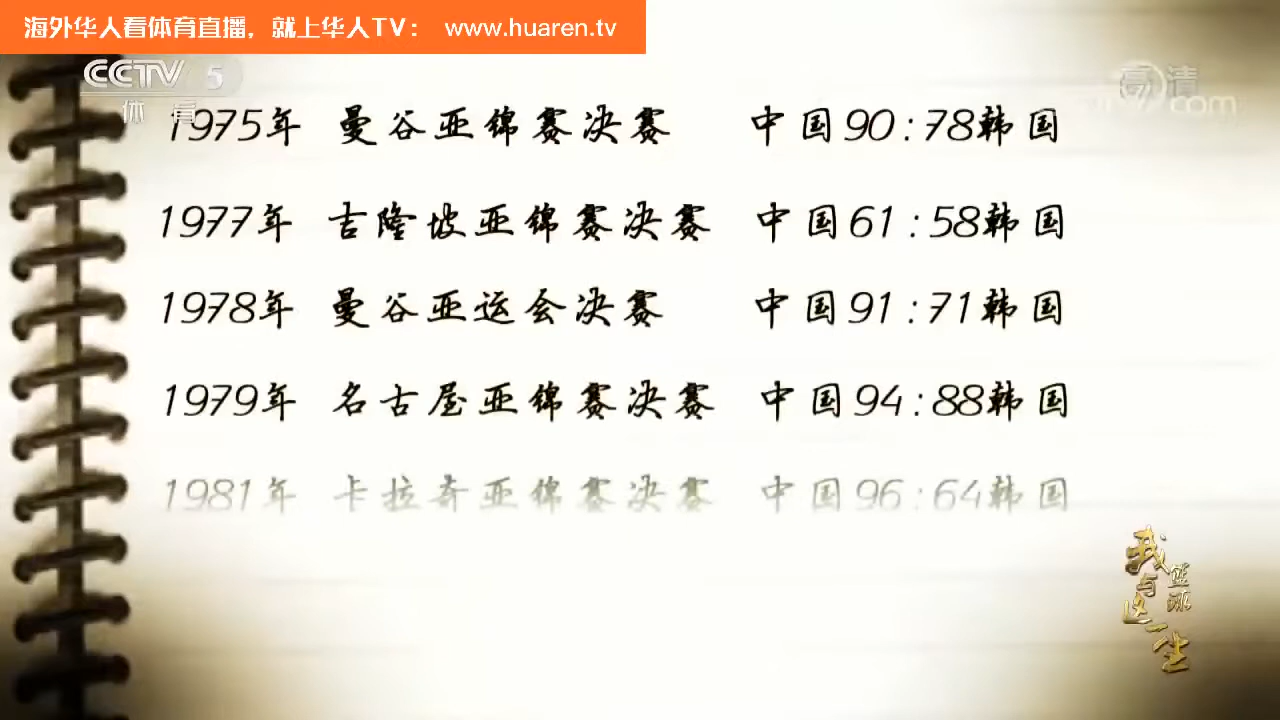 海外华人看体育直播，就上华人TV： www.huaren.tv
CCTV 5
体育
高清
1975年 曼谷亚锦赛决赛 中国90:78韩国
1977年 吉隆坡亚锦赛决赛 中国61:58韩国
1978年 曼谷亚运会决赛 中国91:71韩国
1979年 名古屋亚锦赛决赛 中国94:88韩国
1981年 卡拉奇亚锦赛决赛 中国96:64韩国
我与篮球这一生